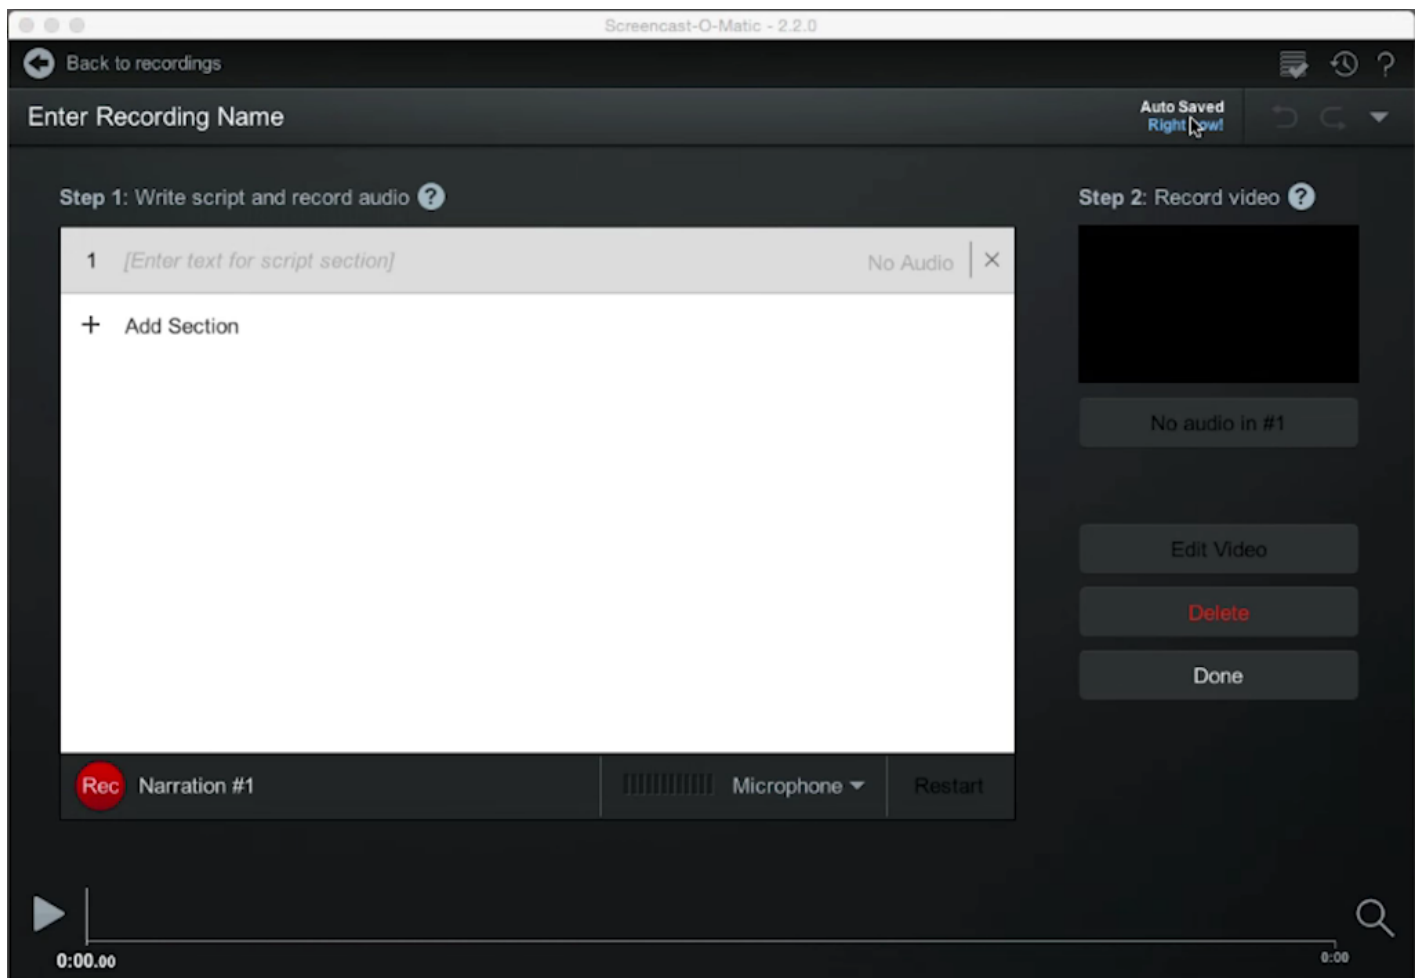 Screencast-O-Matic - 2.2.0
Back to recordings
?
Enter Recording Name
Auto Saved
Right now!
Step 1: Write script and record audio ?
Step 2: Record video ?
1 [Enter text for script section] No Audio ×
+ Add Section
No audio in #1
Edit Video
Delete
Done
Rec Narration #1 Microphone Restart
0:00.00 0:00